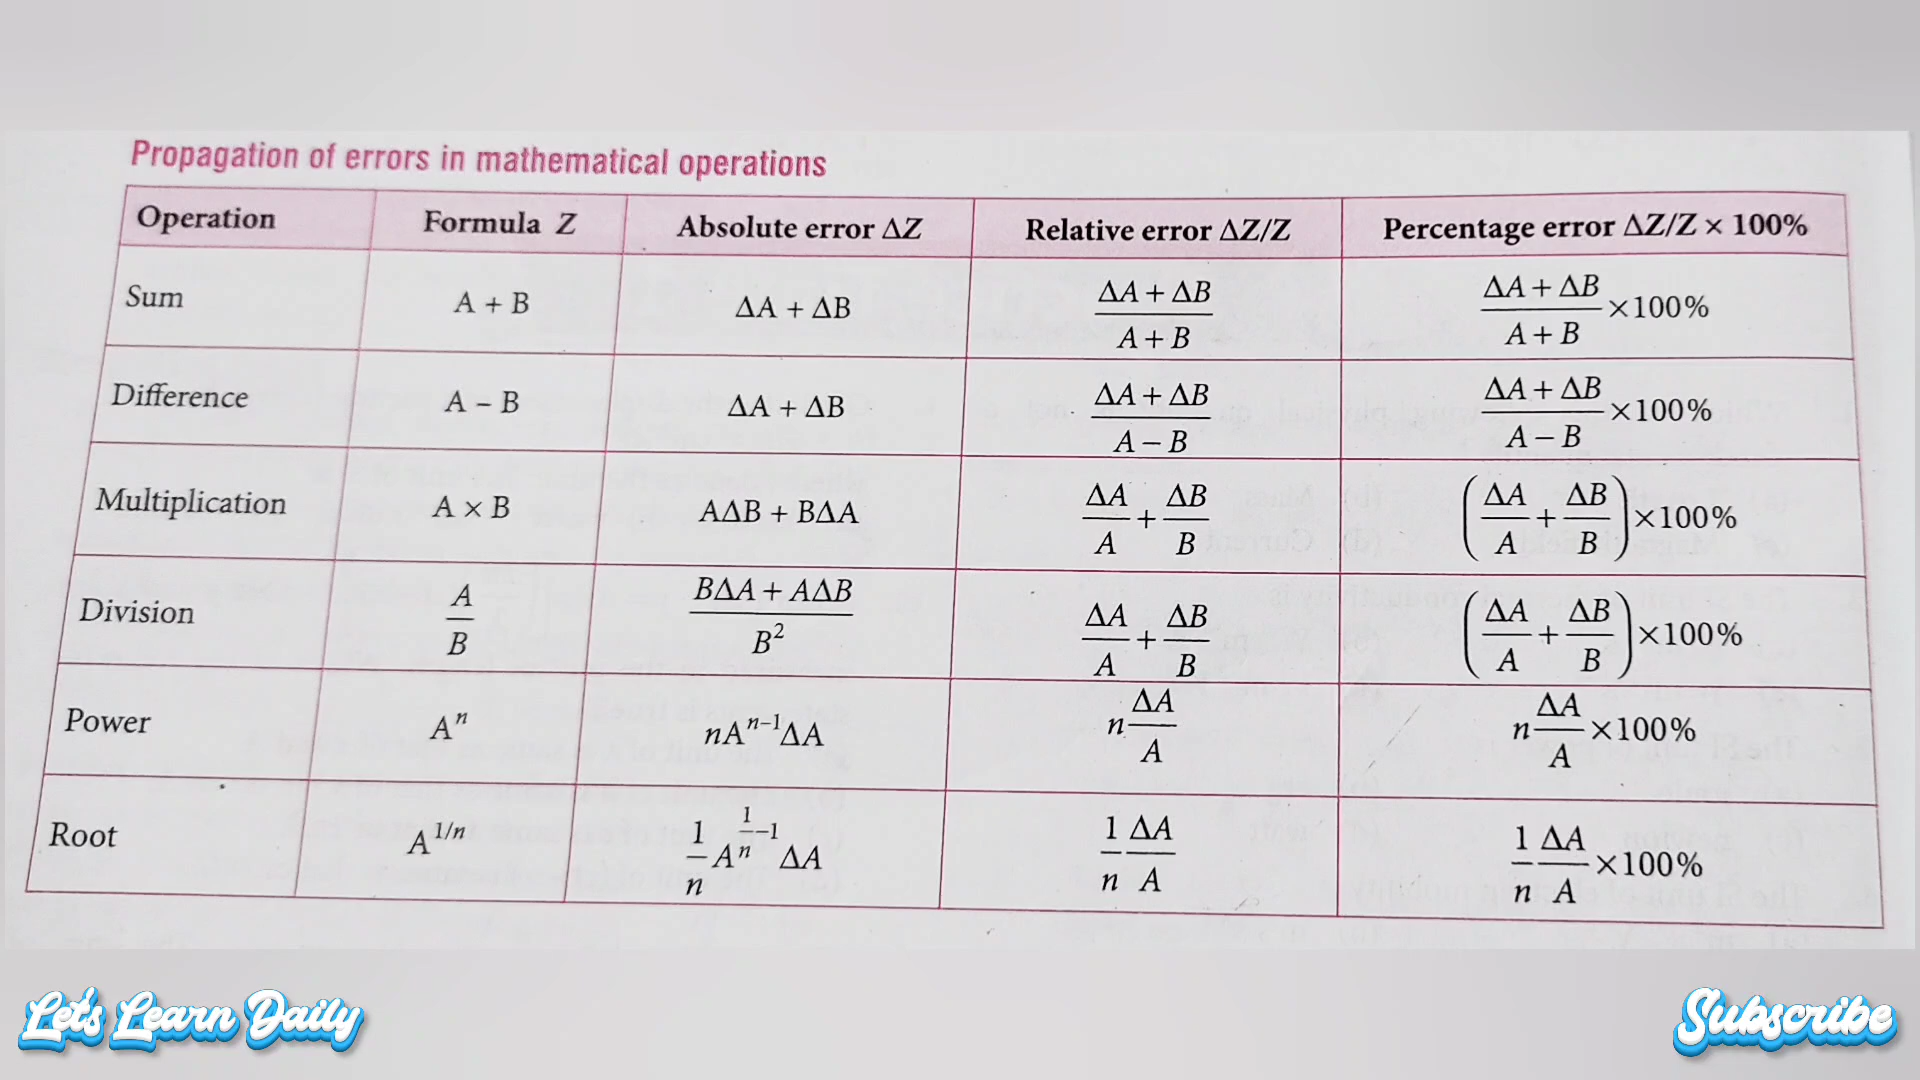 Propagation of errors in mathematical operations
Operation Formula Z Absolute error ΔZ Relative error ΔZ/Z Percentage error ΔZ/Z × 100%
Sum A + B ΔA + ΔB (ΔA + ΔB)/(A + B) (ΔA + ΔB)/(A + B) ×100%
Difference A – B ΔA + ΔB (ΔA + ΔB)/(A – B) (ΔA + ΔB)/(A – B) ×100%
Multiplication A × B AΔB + BΔA ΔA/A + ΔB/B (ΔA/A + ΔB/B) ×100%
Division A/B (BΔA + AΔB)/B² ΔA/A + ΔB/B (ΔA/A + ΔB/B) ×100%
Power Aⁿ nAⁿ⁻¹ΔA n ΔA/A n ΔA/A ×100%
Root A^(1/n) (1/n) A^(1/n –1) ΔA (1/n) ΔA/A (1/n) ΔA/A ×100%
Let's Learn Daily
Subscribe